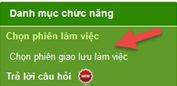 Danh mục chức năng
Chọn phiên làm việc
Chọn phiên giao lưu làm việc
Trả lời câu hỏi